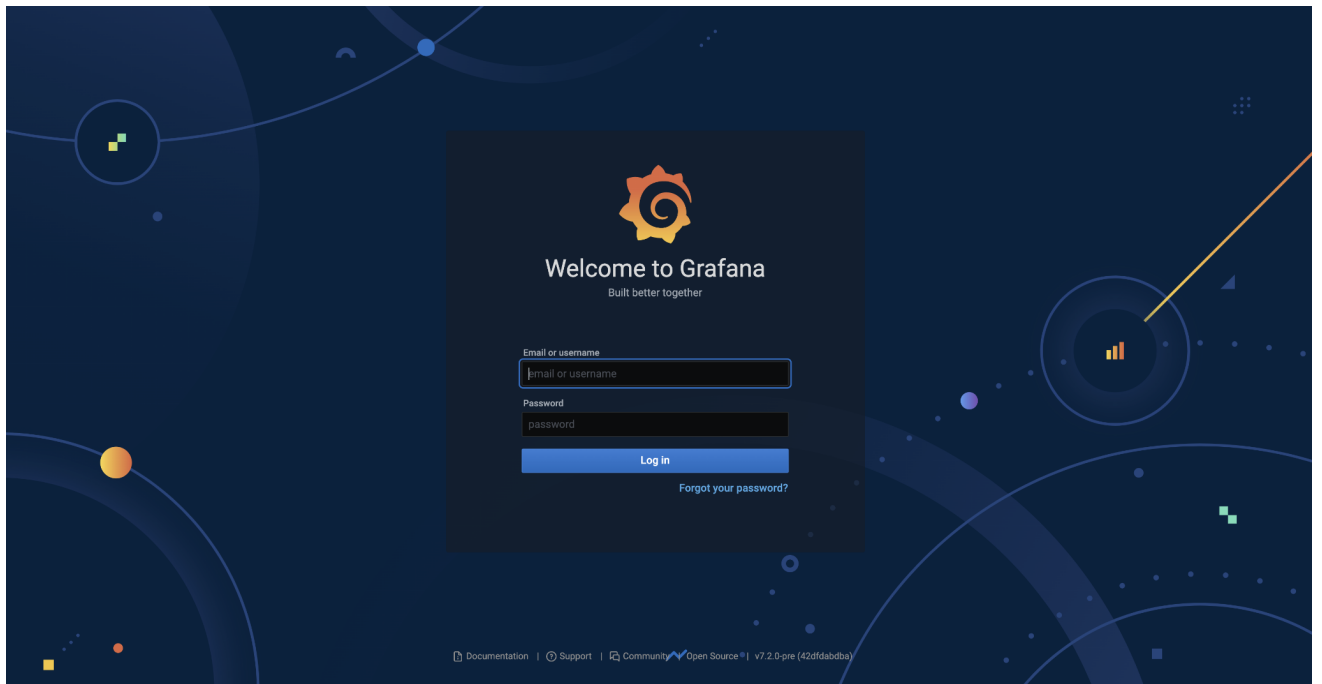 Welcome to Grafana
Built better together
Email or username
email or username
Password
password
Log in
Forgot your password?
Documentation | Support | Community | Open Source | v7.2.0-pre (42dfdabdba)